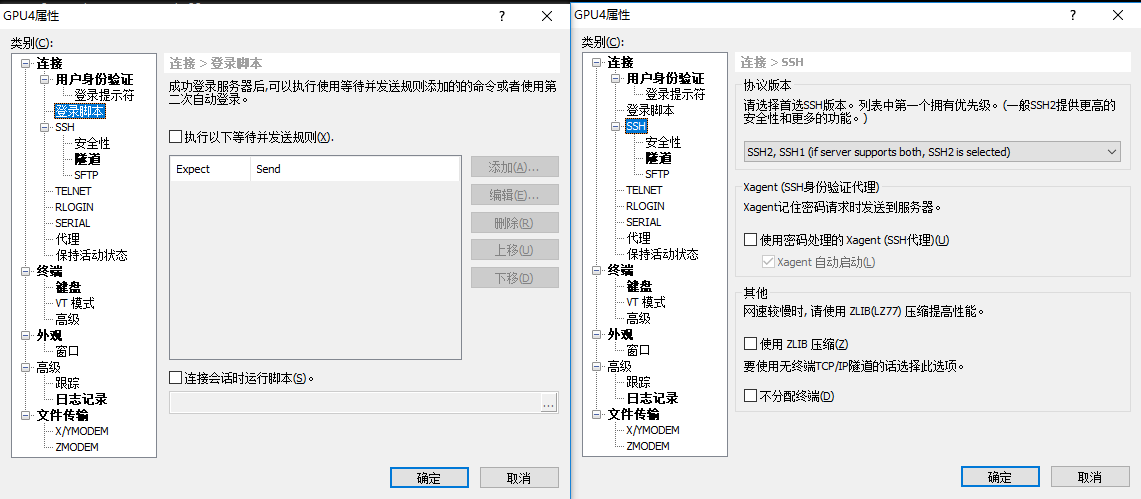 GPU4属性
类别(C):
连接
用户身份验证
登录提示符
登录脚本
SSH
安全性
隧道
SFTP
TELNET
RLOGIN
SERIAL
代理
保持活动状态
终端
键盘
VT 模式
高级
外观
窗口
高级
跟踪
日志记录
文件传输
X/YMODEM
ZMODEM
连接 > 登录脚本
成功登录服务器后,可以执行使用等待并发送规则添加的的命令或者使用第
二次自动登录。
执行以下等待并发送规则(X).
Expect Send
添加(A)...
编辑(E)...
删除(R)
上移(U)
下移(D)
连接会话时运行脚本(S)。
...
确定 取消
GPU4属性
类别(C):
连接
用户身份验证
登录提示符
登录脚本
SSH
安全性
隧道
SFTP
TELNET
RLOGIN
SERIAL
代理
保持活动状态
终端
键盘
VT 模式
高级
外观
窗口
高级
跟踪
日志记录
文件传输
X/YMODEM
ZMODEM
连接 > SSH
协议版本
请选择首选SSH版本。列表中第一个拥有优先级。(一般SSH2提供更高的
安全性和更多的功能。)
SSH2, SSH1 (if server supports both, SSH2 is selected)
Xagent (SSH身份验证代理)
Xagent记住密码请求时发送到服务器。
使用密码处理的 Xagent (SSH代理)(U)
Xagent 自动启动(L)
其他
网速较慢时, 请使用 ZLIB(LZ77) 压缩提高性能。
使用 ZLIB 压缩(Z)
要使用无终端TCP/IP隧道的话选择此选项。
不分配终端(D)
确定 取消